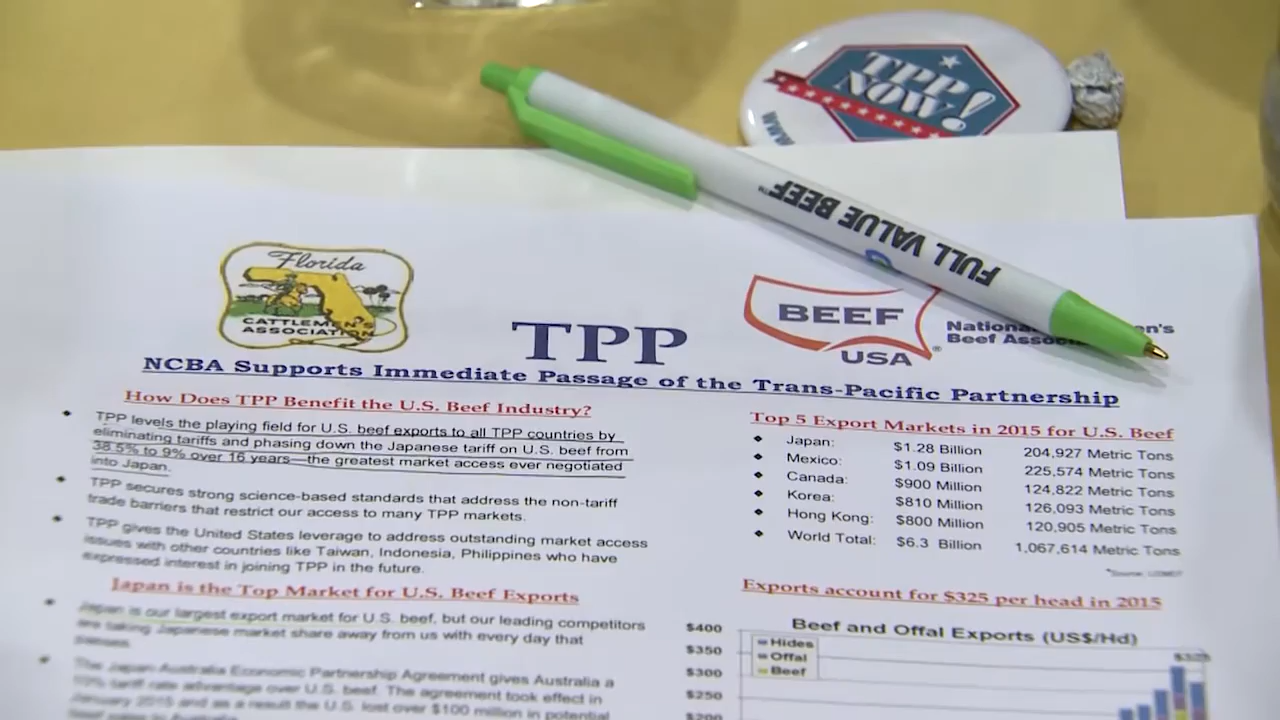 TPP
NOW!
FULL VALUE BEEF™
Florida
CATTLEMEN'S
ASSOCIATION
TPP
BEEF
USA
National
Beef
NCBA Supports Immediate Passage of the Trans-Pacific Partnership
How Does TPP Benefit the U.S. Beef Industry?
TPP levels the playing field for U.S. beef exports to all TPP countries by
eliminating tariffs and phasing down the Japanese tariff on U.S. beef from
38.5% to 9% over 16 years—the greatest market access ever negotiated
into Japan.
TPP secures strong science-based standards that address the non-tariff
trade barriers that restrict our access to many TPP markets.
TPP gives the United States leverage to address outstanding market access
issues with other countries like Taiwan, Indonesia, Philippines who have
expressed interest in joining TPP in the future.
Japan is the Top Market for U.S. Beef Exports
Japan is our largest export market for U.S. beef, but our leading competitors
are taking Japanese market share away from us with every day that
passes.
The Japan Australia Economic Partnership Agreement gives Australia a
10% tariff rate advantage over U.S. beef. The agreement took effect in
January 2015 and as a result the U.S. lost over $100 million in potential
beef sales to Australia.
Top 5 Export Markets in 2015 for U.S. Beef
Japan: $1.28 Billion 204,927 Metric Tons
Mexico: $1.09 Billion 225,574 Metric Tons
Canada: $900 Million 124,822 Metric Tons
Korea: $810 Million 126,093 Metric Tons
Hong Kong: $800 Million 120,905 Metric Tons
World Total: $6.3 Billion 1,067,614 Metric Tons
*Source: USMEF
Exports account for $325 per head in 2015
Beef and Offal Exports (US$/Hd)
$400
$350
$300
$250
$200
Hides
Offal
Beef
$325